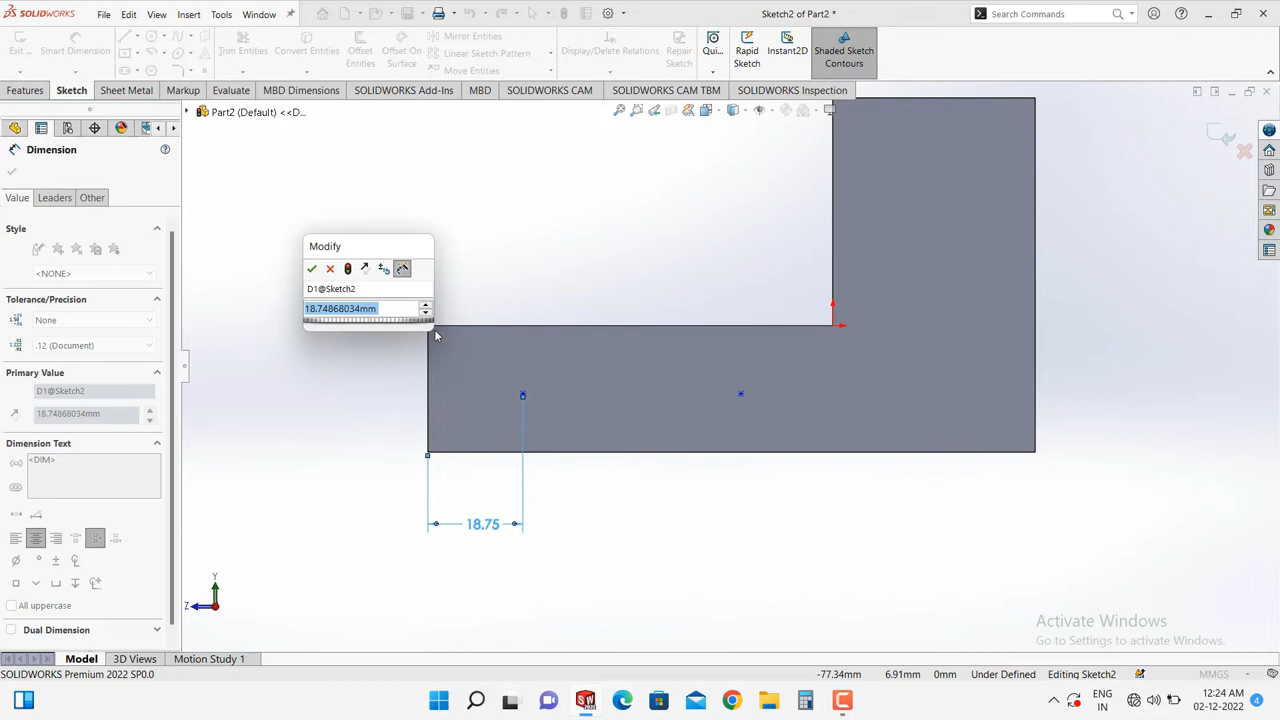 SOLIDWORKS
File
Edit
View
Insert
Tools
Window
Sketch2 of Part2 *
Search Commands
Exit ...
Smart Dimension
Trim Entities
Convert Entities
Offset Entities
Offset On Surface
Mirror Entities
Linear Sketch Pattern
Move Entities
Display/Delete Relations
Repair Sketch
Qui...
Rapid Sketch
Instant2D
Shaded Sketch Contours
Features
Sketch
Sheet Metal
Markup
Evaluate
MBD Dimensions
SOLIDWORKS Add-Ins
MBD
SOLIDWORKS CAM
SOLIDWORKS CAM TBM
SOLIDWORKS Inspection
Part2 (Default) <<D...
Dimension
Value
Leaders
Other
Style
<NONE>
Tolerance/Precision
None
.12 (Document)
Primary Value
D1@Sketch2
18.74868034mm
Dimension Text
<DIM>
All uppercase
Dual Dimension
Modify
D1@Sketch2
18.74868034mm
18.75
Y
Z
Activate Windows
Go to Settings to activate Windows.
Model
3D Views
Motion Study 1
SOLIDWORKS Premium 2022 SP0.0
-77.34mm
6.91mm
0mm
Under Defined
Editing Sketch2
MMGS
ENG
IN
12:24 AM
02-12-2022
4